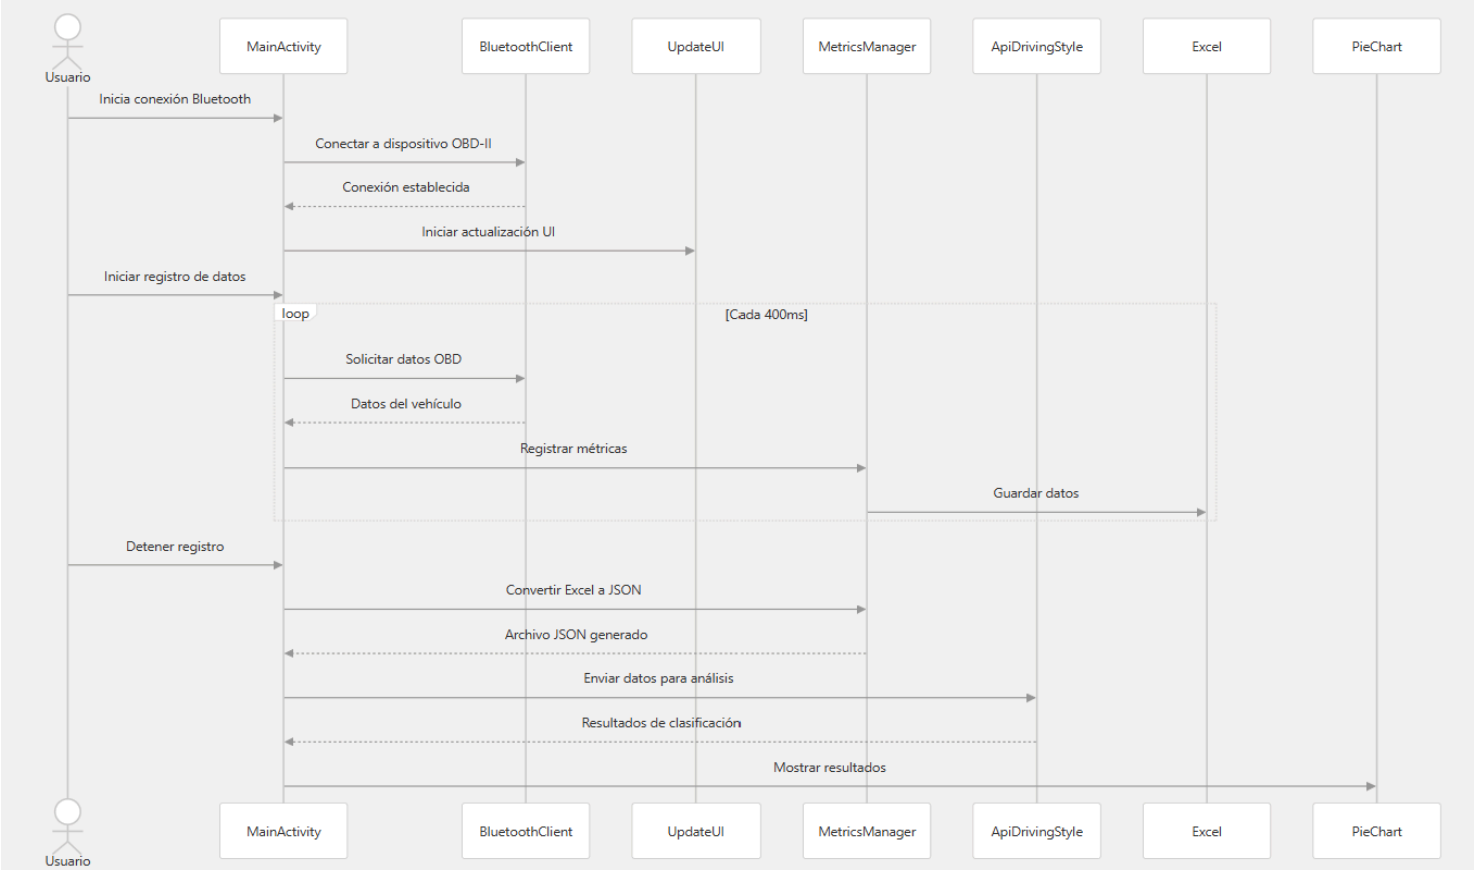 Usuario
MainActivity
BluetoothClient
UpdateUI
MetricsManager
ApiDrivingStyle
Excel
PieChart
Inicia conexión Bluetooth
Conectar a dispositivo OBD-II
Conexión establecida
Iniciar actualización UI
Iniciar registro de datos
loop
[Cada 400ms]
Solicitar datos OBD
Datos del vehículo
Registrar métricas
Guardar datos
Detener registro
Convertir Excel a JSON
Archivo JSON generado
Enviar datos para análisis
Resultados de clasificación
Mostrar resultados
Usuario
MainActivity
BluetoothClient
UpdateUI
MetricsManager
ApiDrivingStyle
Excel
PieChart